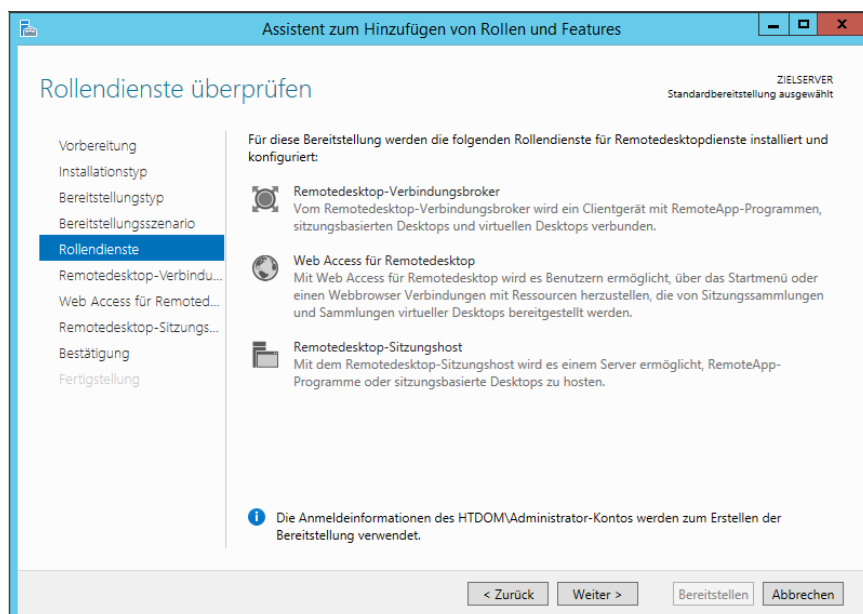 Assistent zum Hinzufügen von Rollen und Features
Rollendienste überprüfen
ZIELSERVER
Standardbereitstellung ausgewählt
Vorbereitung
Installationstyp
Bereitstellungstyp
Bereitstellungsszenario
Rollendienste
Remotedesktop-Verbindu...
Web Access für Remoted...
Remotedesktop-Sitzungs...
Bestätigung
Fertigstellung
Für diese Bereitstellung werden die folgenden Rollendienste für Remotedesktopdienste installiert und
konfiguriert:
Remotedesktop-Verbindungsbroker
Vom Remotedesktop-Verbindungsbroker wird ein Clientgerät mit RemoteApp-Programmen,
sitzungsbasierten Desktops und virtuellen Desktops verbunden.
Web Access für Remotedesktop
Mit Web Access für Remotedesktop wird es Benutzern ermöglicht, über das Startmenü oder
einen Webbrowser Verbindungen mit Ressourcen herzustellen, die von Sitzungssammlungen
und Sammlungen virtueller Desktops bereitgestellt werden.
Remotedesktop-Sitzungshost
Mit dem Remotedesktop-Sitzungshost wird es einem Server ermöglicht, RemoteApp-
Programme oder sitzungsbasierte Desktops zu hosten.
Die Anmeldeinformationen des HTDOM\Administrator-Kontos werden zum Erstellen der
Bereitstellung verwendet.
< Zurück
Weiter >
Bereitstellen
Abbrechen